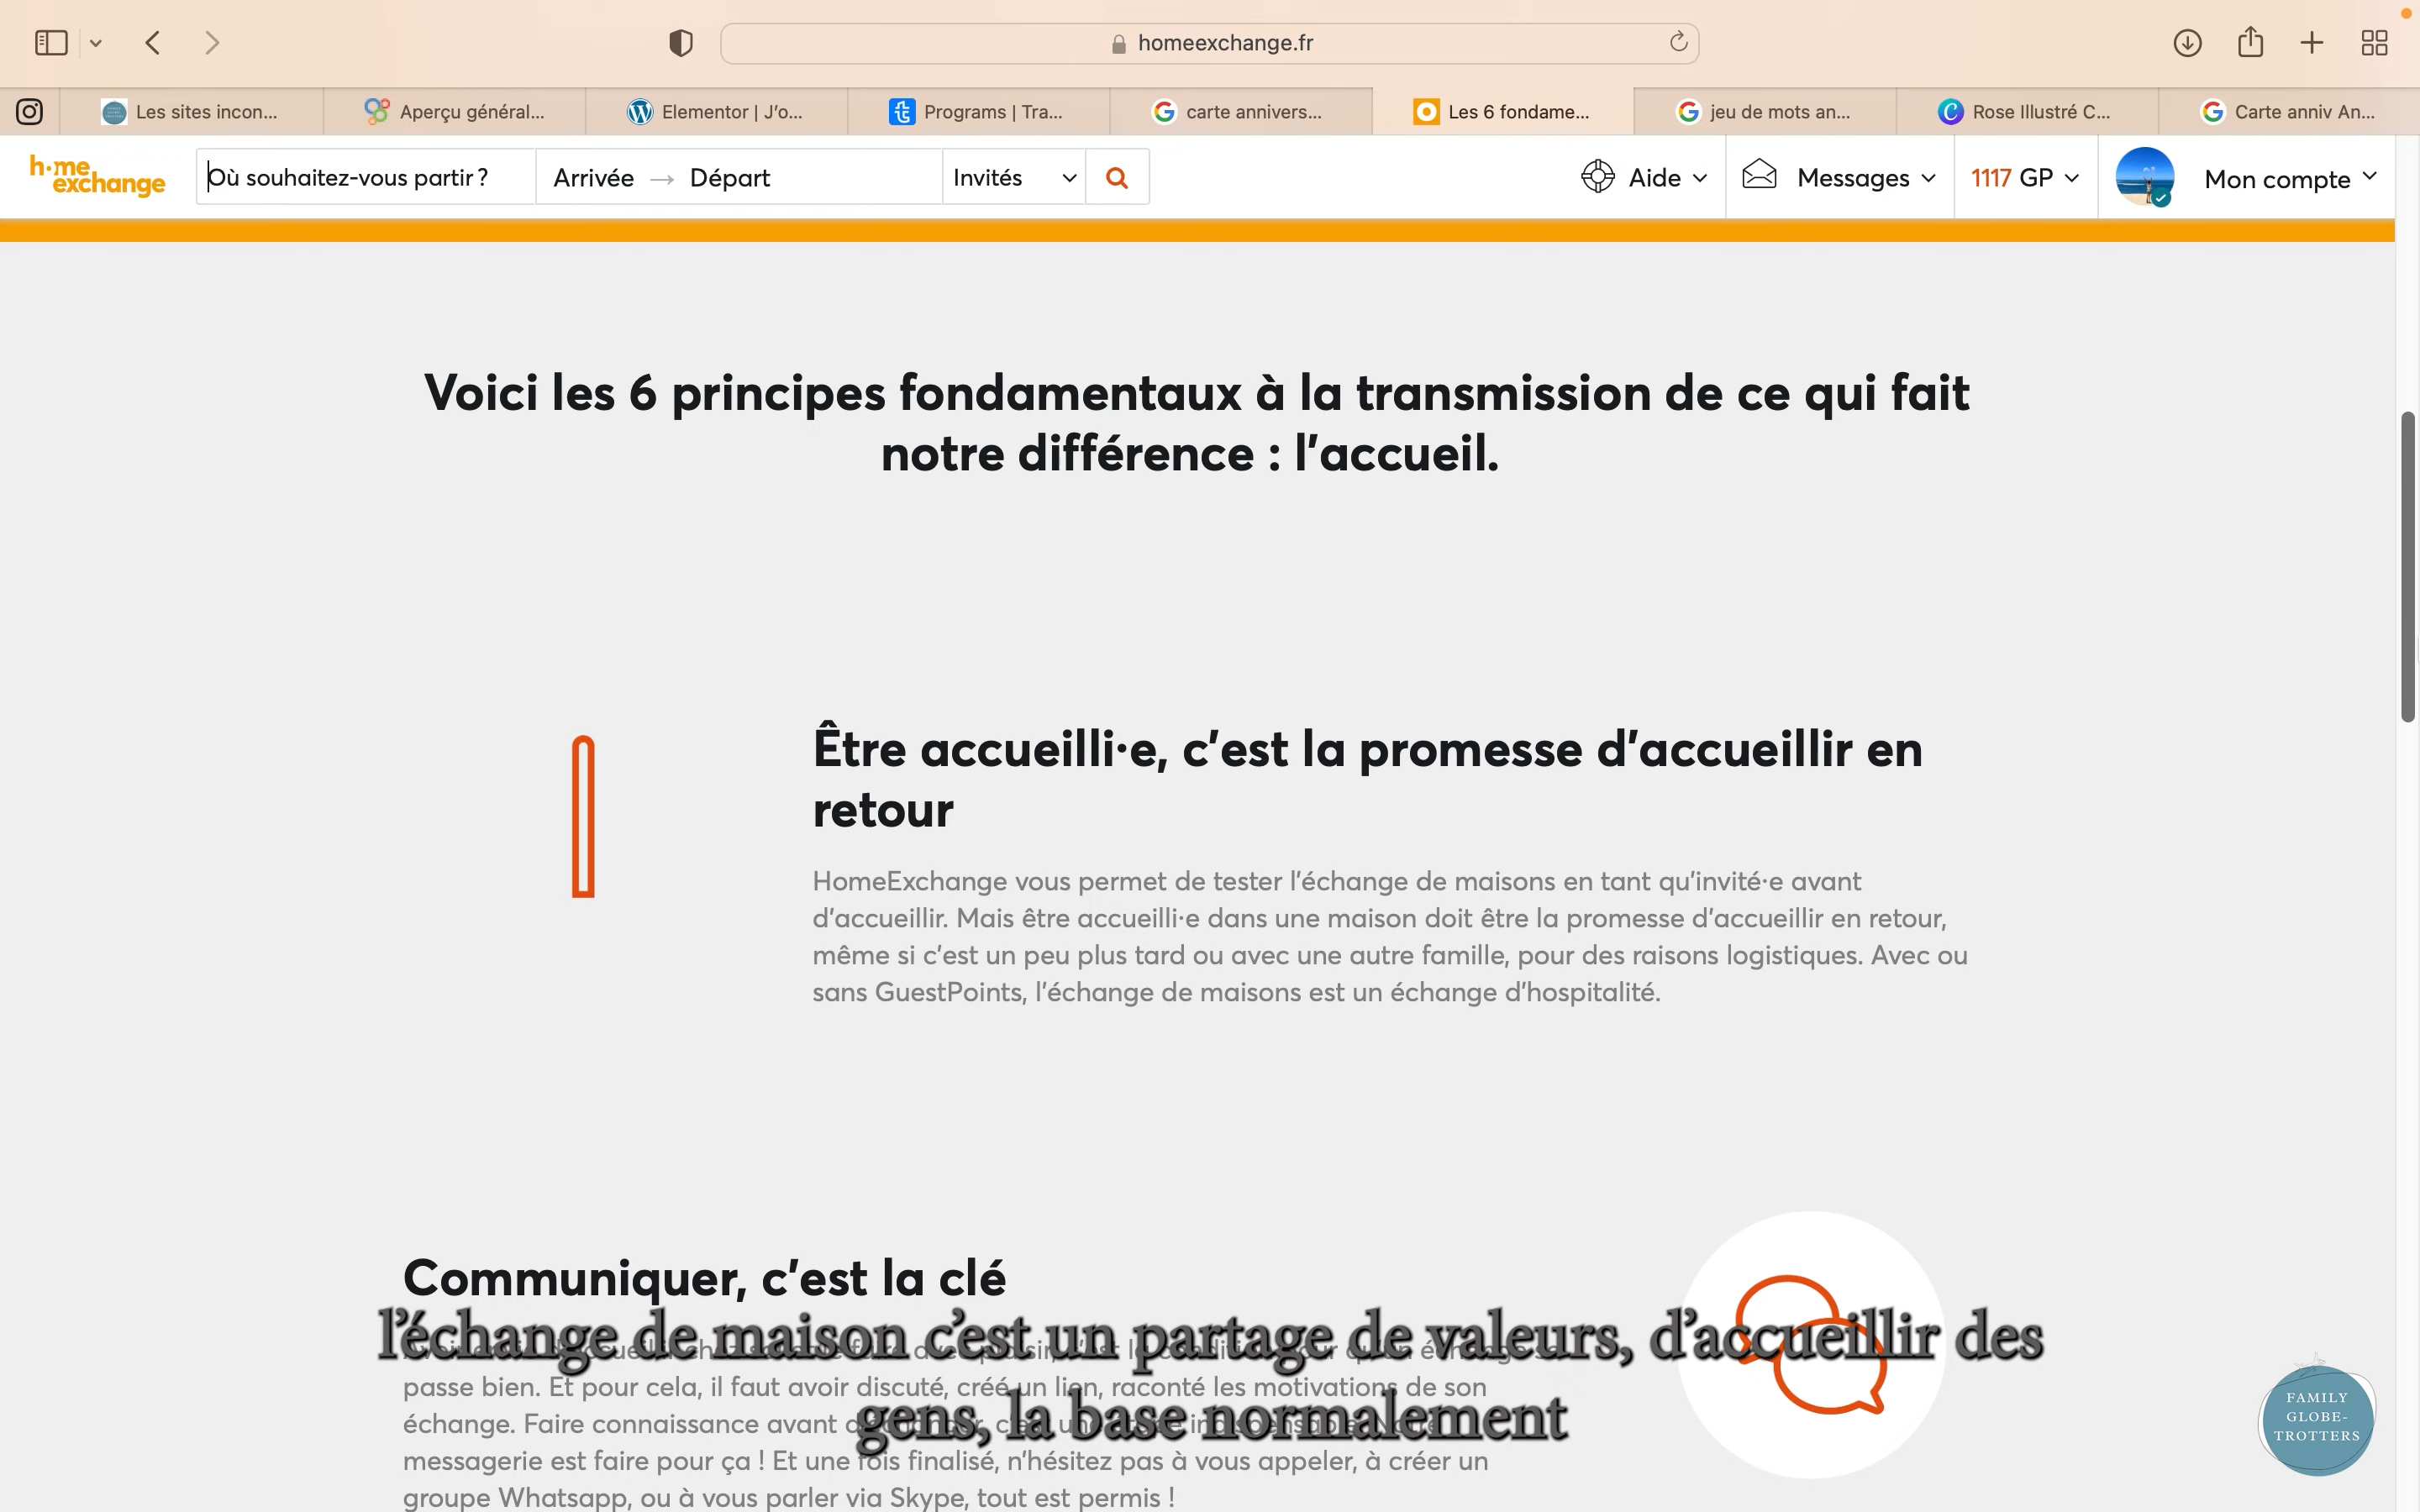 homeexchange.fr
Les sites incon...
Aperçu général...
Elementor | J'o...
Programs | Tra...
carte annivers...
Les 6 fondame...
jeu de mots an...
Rose Illustré C...
Carte anniv An...
h·me
exchange
Où souhaitez-vous partir ?
Arrivée → Départ
Invités
Aide
Messages
1117 GP
Mon compte
Voici les 6 principes fondamentaux à la transmission de ce qui fait
notre différence : l'accueil.
Être accueilli·e, c'est la promesse d'accueillir en
retour
HomeExchange vous permet de tester l'échange de maisons en tant qu'invité·e avant
d'accueillir. Mais être accueilli·e dans une maison doit être la promesse d'accueillir en retour,
même si c'est un peu plus tard ou avec une autre famille, pour des raisons logistiques. Avec ou
sans GuestPoints, l'échange de maisons est un échange d'hospitalité.
Communiquer, c'est la clé
l'échange de maison c'est un partage de valeurs, d'accueillir des
passe bien. Et pour cela, il faut avoir discuté, créé un lien, raconté les motivations de son
gens, la base normalement
échange. Faire connaissance avant
messagerie est faire pour ça ! Et une fois finalisé, n'hésitez pas à vous appeler, à créer un
groupe Whatsapp, ou à vous parler via Skype, tout est permis !
FAMILY
GLOBE-
TROTTERS